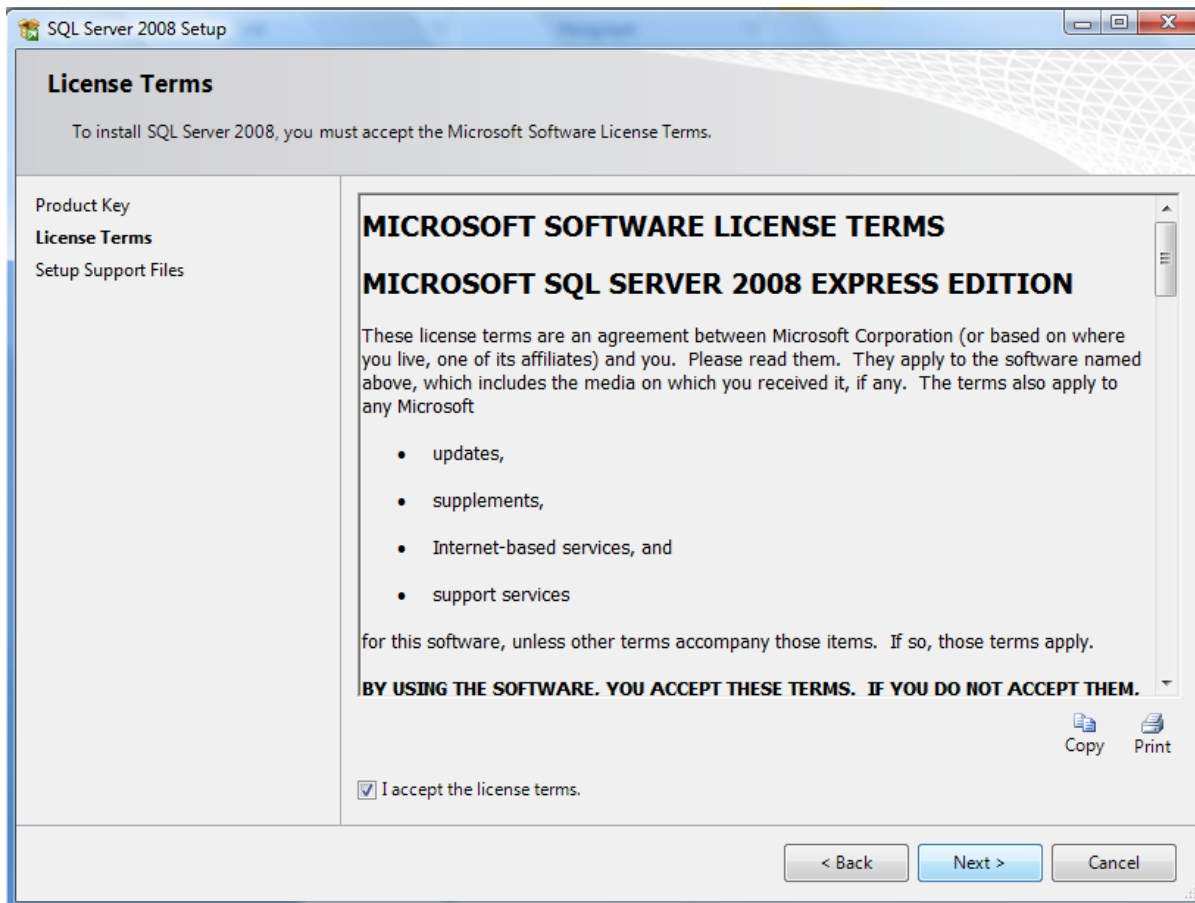 SQL Server 2008 Setup
License Terms
To install SQL Server 2008, you must accept the Microsoft Software License Terms.
Product Key
License Terms
Setup Support Files
MICROSOFT SOFTWARE LICENSE TERMS
MICROSOFT SQL SERVER 2008 EXPRESS EDITION
These license terms are an agreement between Microsoft Corporation (or based on where
you live, one of its affiliates) and you.  Please read them.  They apply to the software named
above, which includes the media on which you received it, if any.  The terms also apply to
any Microsoft
• updates,
• supplements,
• Internet-based services, and
• support services
for this software, unless other terms accompany those items.  If so, those terms apply.
BY USING THE SOFTWARE, YOU ACCEPT THESE TERMS.  IF YOU DO NOT ACCEPT THEM,
Copy
Print
I accept the license terms.
< Back
Next >
Cancel